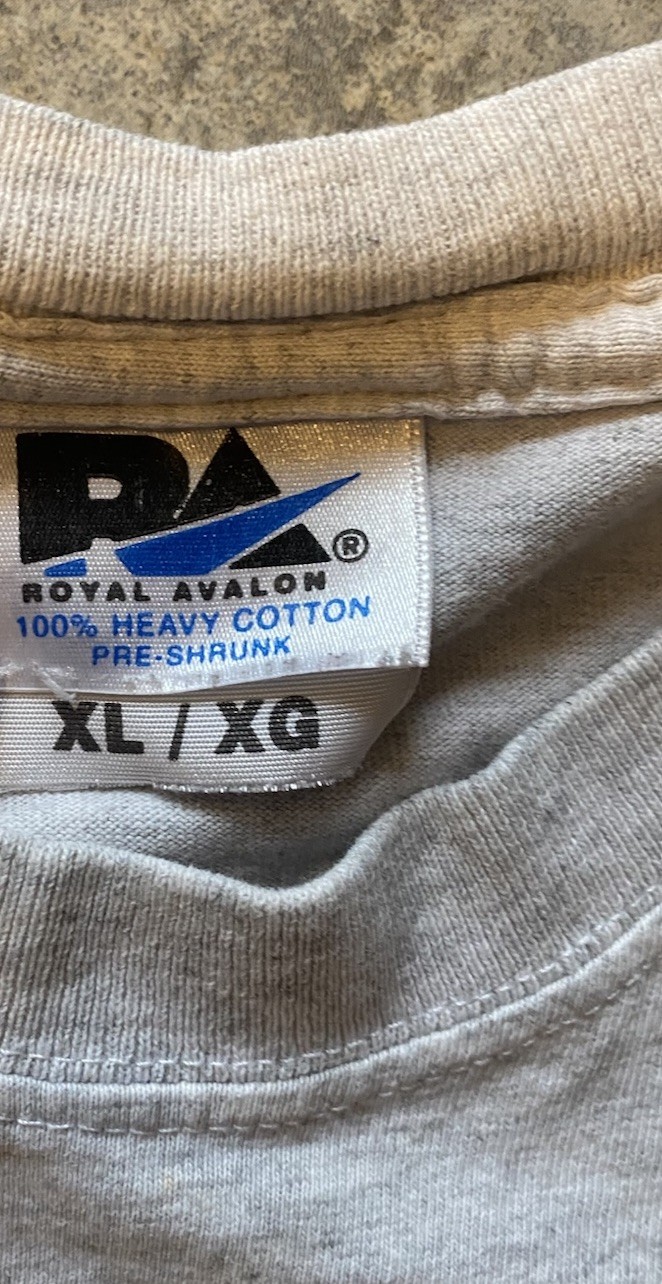 RA®
ROYAL AVALON
100% HEAVY COTTON
PRE-SHRUNK
XL / XG